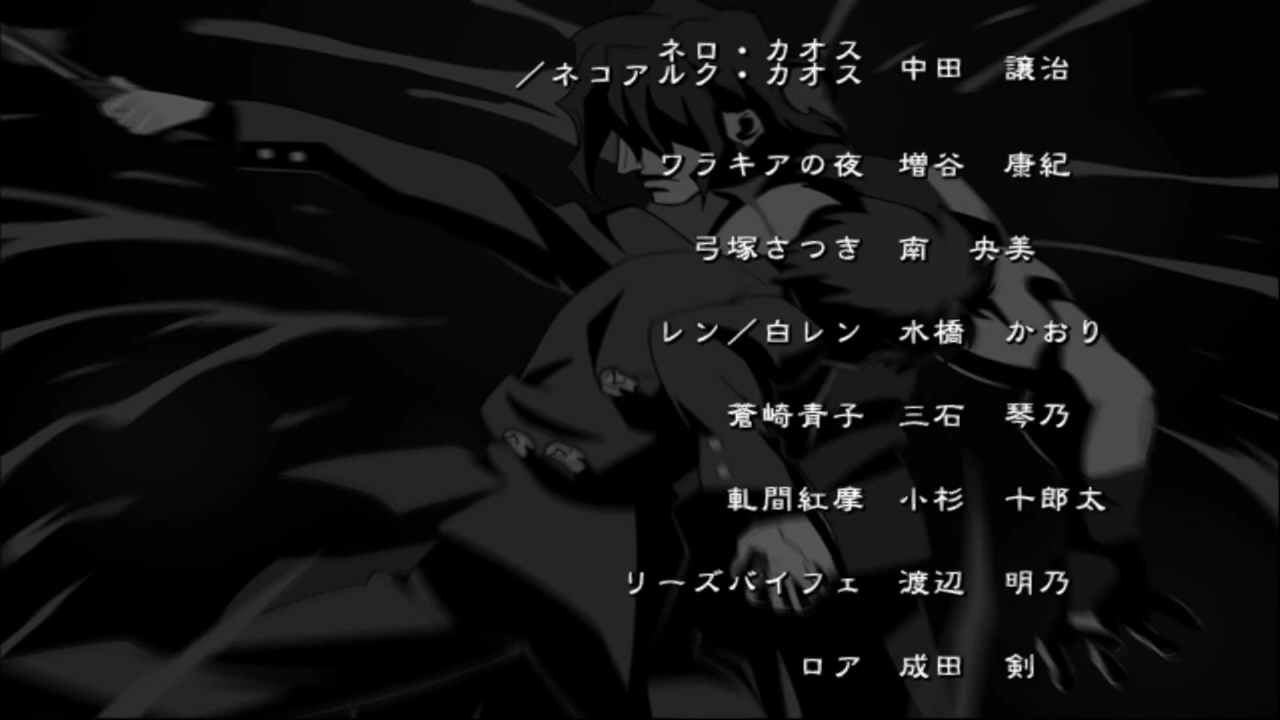 ネロ・カオス
／ネコアルク・カオス　中田　譲治
ワラキアの夜　増谷　康紀
弓塚さつき　南　央美
レン／白レン　水橋　かおり
蒼崎青子　三石　琴乃
軋間紅摩　小杉　十郎太
リーズバイフェ　渡辺　明乃
ロア　成田　剣